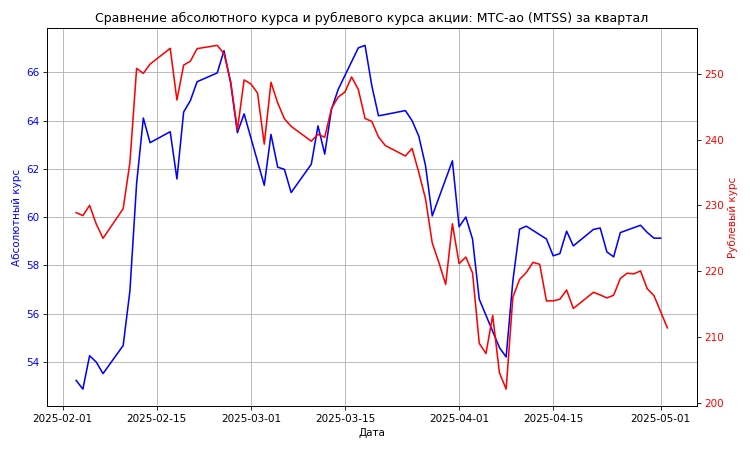 Сравнение абсолютного курса и рублевого курса акции: МТС-ао (MTSS) за квартал
66
64
62
60
58
56
54
250
240
230
220
210
200
Абсолютный курс
Рублевый курс
2025-02-01 2025-02-15 2025-03-01 2025-03-15 2025-04-01 2025-04-15 2025-05-01
Дата